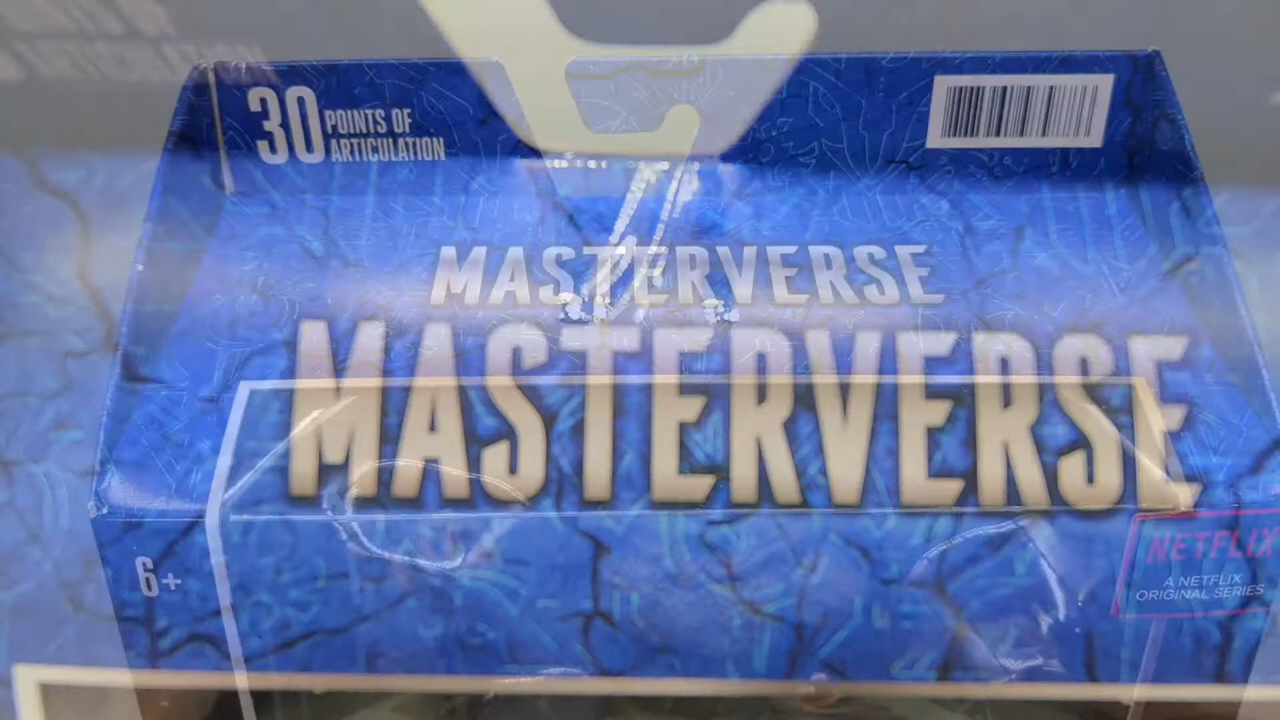 30 POINTS OF
ARTICULATION
MASTERVERSE
MASTERVERSE
6+
NETFLIX
A NETFLIX
ORIGINAL SERIES